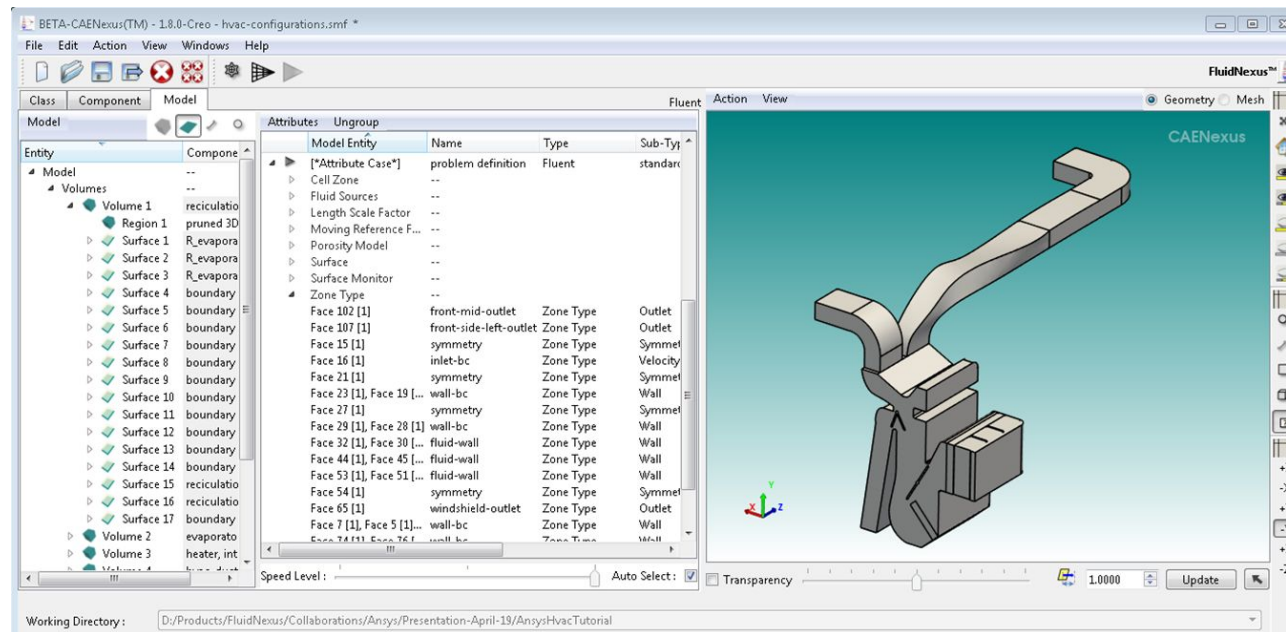 BETA-CAENexus(TM) - 1.8.0-Creo - hvac-configurations.smf *
File Edit Action View Windows Help
FluidNexus™
Class Component Model Fluent Action View Geometry Mesh
Model Attributes Ungroup
CAENexus
Entity Compone
Model Entity Name Type Sub-Typ
Model --
[*Attribute Case*] problem definition Fluent standard
Volumes --
Cell Zone --
Volume 1 reciculatio
Fluid Sources --
Region 1 pruned 3D
Length Scale Factor --
Surface 1 R_evapora
Moving Reference F... --
Surface 2 R_evapora
Porosity Model --
Surface 3 R_evapora
Surface --
Surface 4 boundary
Surface Monitor --
Surface 5 boundary
Zone Type --
Surface 6 boundary
Face 102 [1] front-mid-outlet Zone Type Outlet
Surface 7 boundary
Face 107 [1] front-side-left-outlet Zone Type Outlet
Surface 8 boundary
Face 15 [1] symmetry Zone Type Symmet
Surface 9 boundary
Face 16 [1] inlet-bc Zone Type Velocity
Surface 10 boundary
Face 21 [1] symmetry Zone Type Symmet
Surface 11 boundary
Face 23 [1], Face 19 [... wall-bc Zone Type Wall
Surface 12 boundary
Face 27 [1] symmetry Zone Type Symmet
Surface 13 boundary
Face 29 [1], Face 28 [1] wall-bc Zone Type Wall
Surface 14 boundary
Face 32 [1], Face 30 [... fluid-wall Zone Type Wall
Surface 15 reciculatio
Face 44 [1], Face 45 [... fluid-wall Zone Type Wall
Surface 16 reciculatio
Face 53 [1], Face 51 [... fluid-wall Zone Type Wall
Surface 17 boundary
Face 54 [1] symmetry Zone Type Symmet
Volume 2 evaporato
Face 65 [1] windshield-outlet Zone Type Outlet
Volume 3 heater, int
Face 7 [1], Face 5 [1]... wall-bc Zone Type Wall
Y
X
Z
Speed Level : Auto Select : Transparency 1.0000 Update
Working Directory : D:/Products/FluidNexus/Collaborations/Ansys/Presentation-April-19/AnsysHvacTutorial